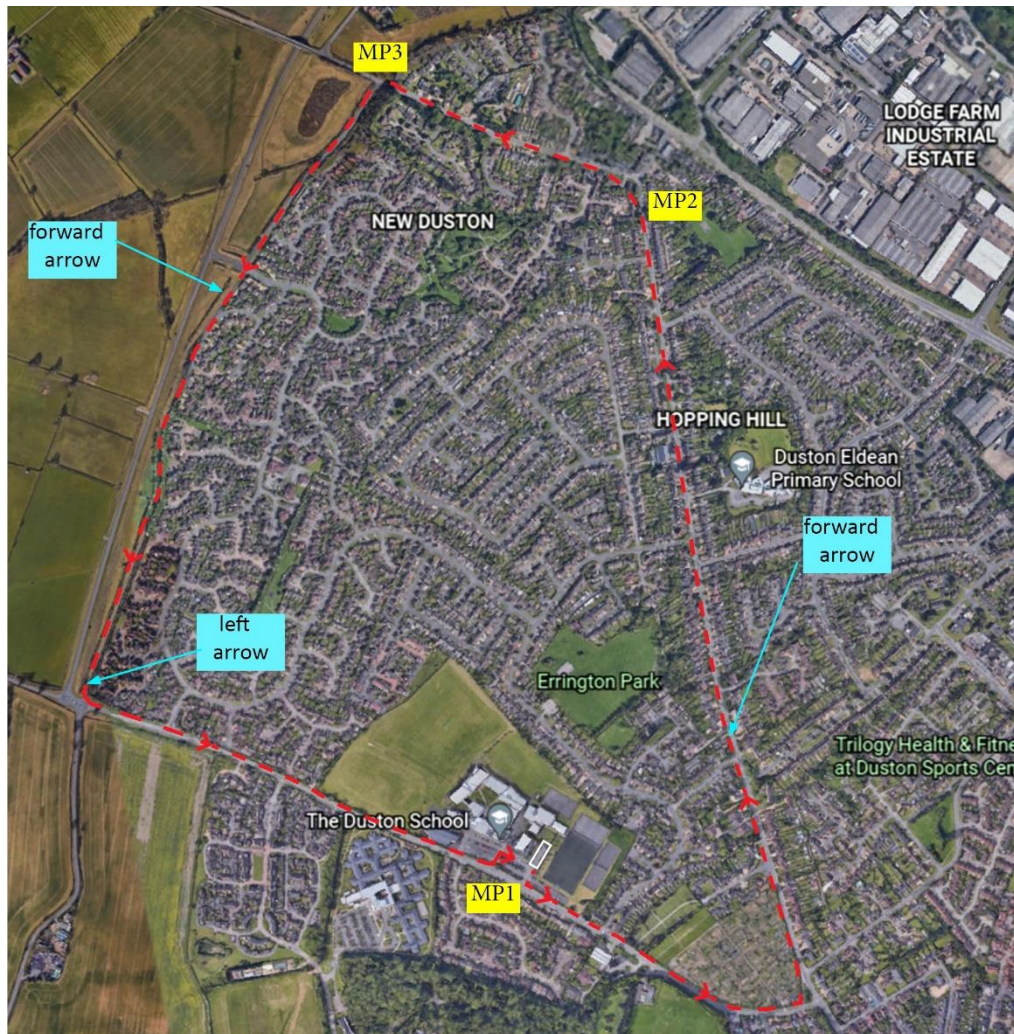 MP3
LODGE FARM
INDUSTRIAL
ESTATE
MP2
NEW DUSTON
forward
arrow
HOPPING HILL
Duston Eldean
Primary School
forward
arrow
left
arrow
Errington Park
Trilogy Health & Fitne
at Duston Sports Cen
The Duston School
MP1